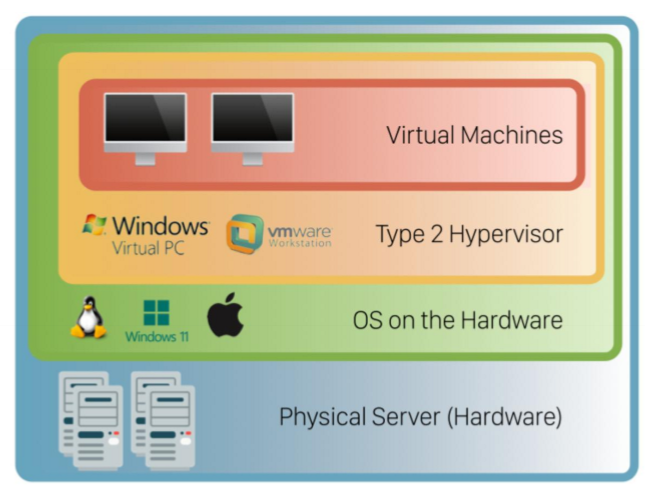 Virtual Machines
Windows
Virtual PC
vmware
Workstation
Type 2 Hypervisor
Windows 11
OS on the Hardware
Physical Server (Hardware)